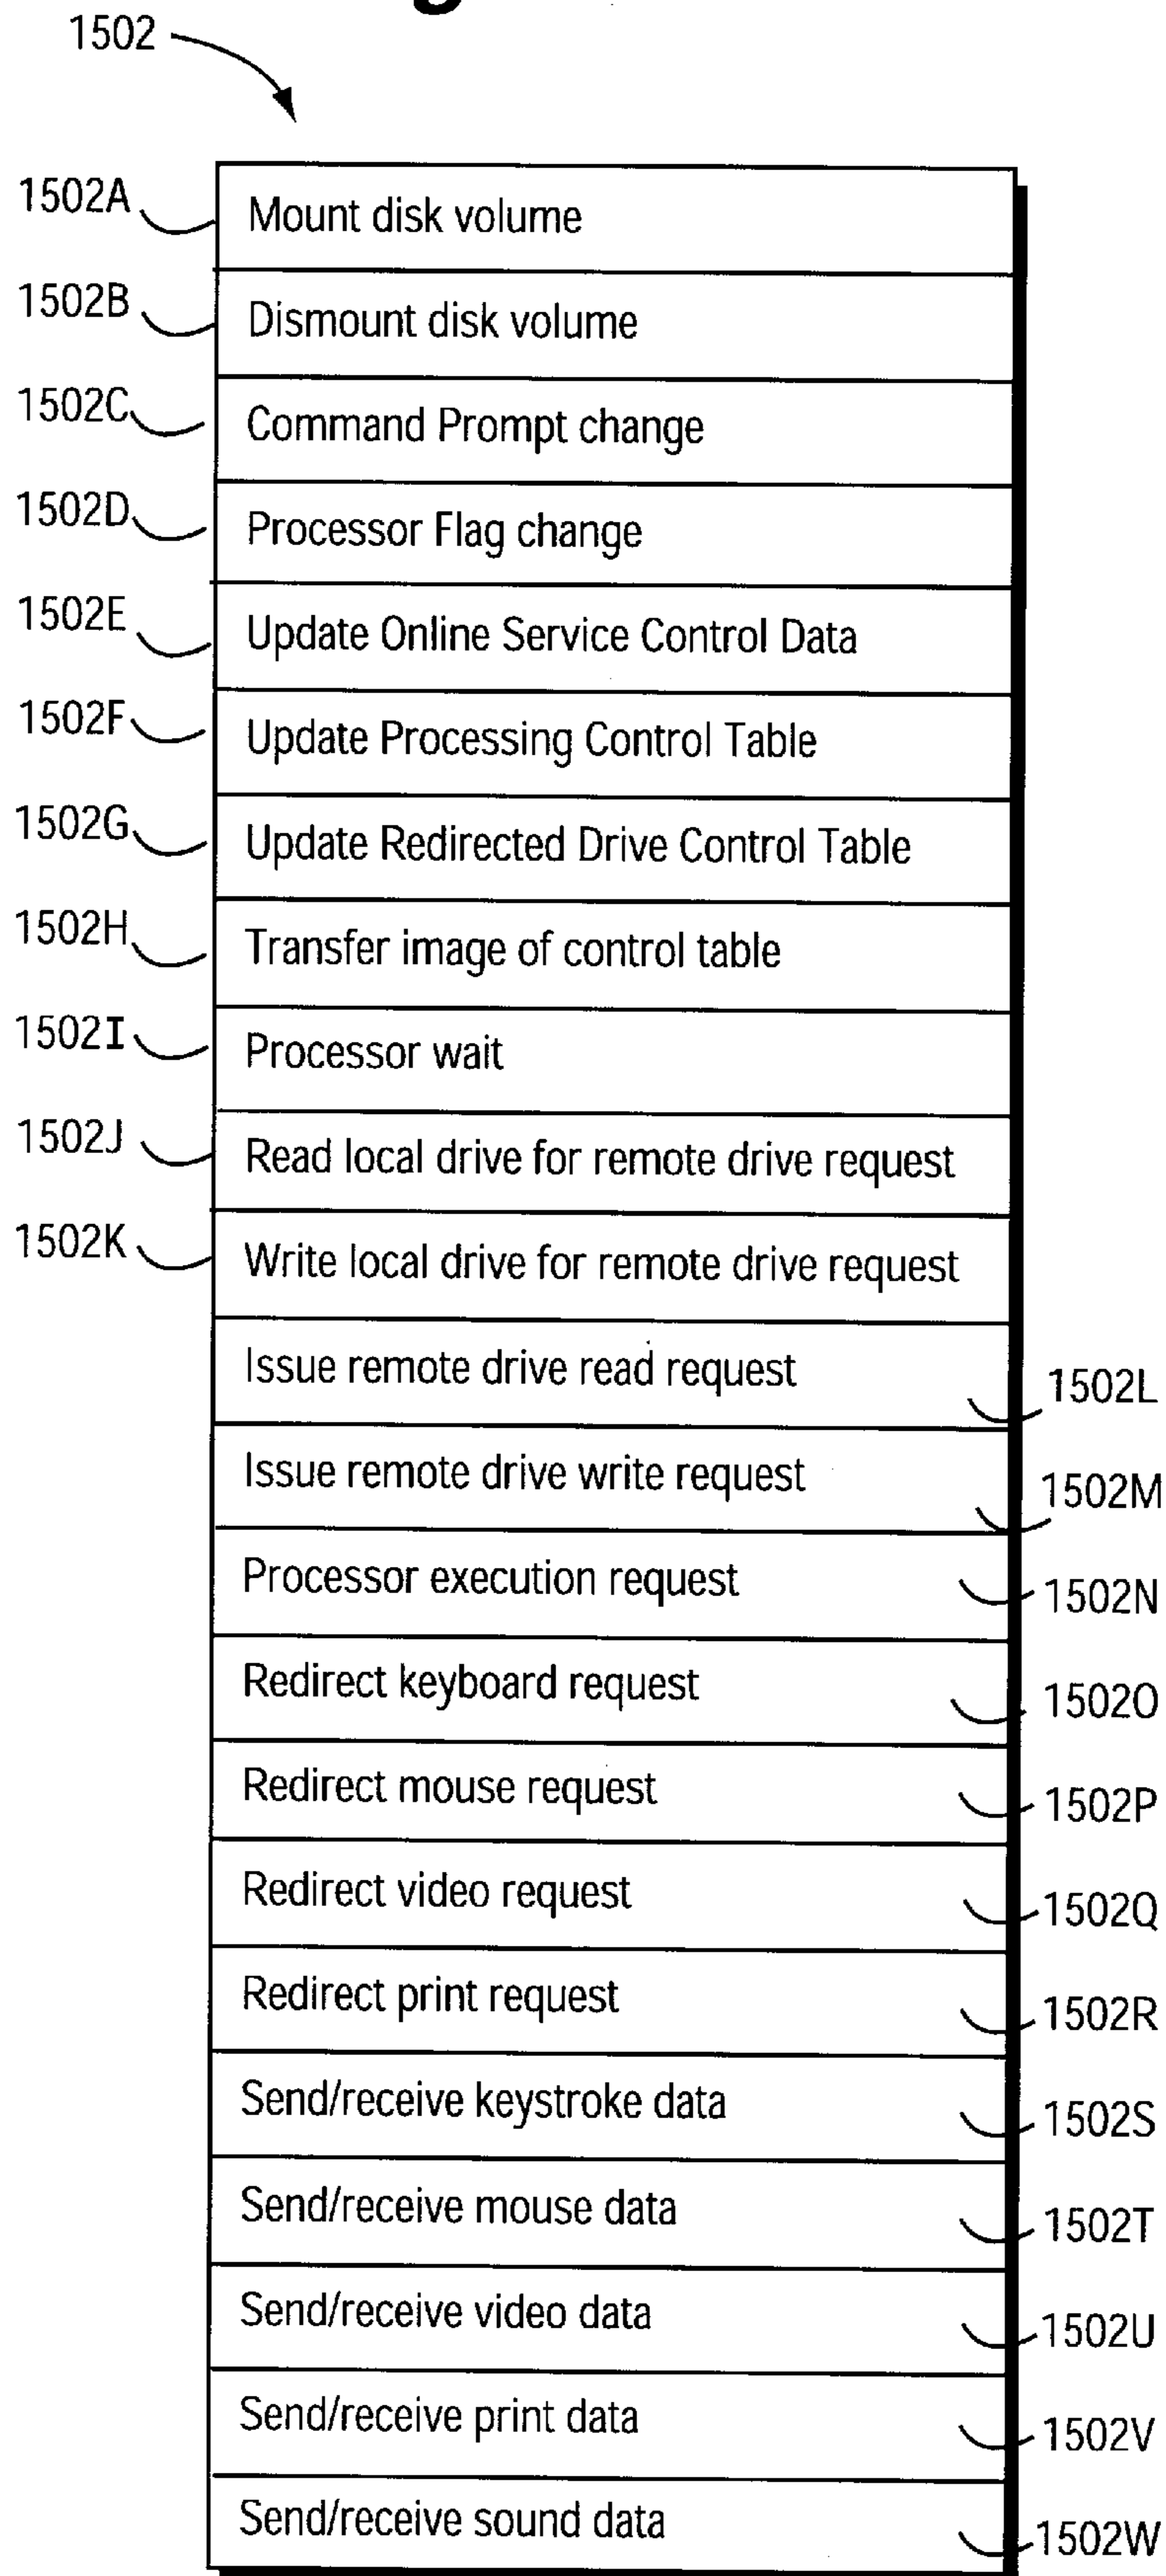 1502
1502A Mount disk volume
1502B Dismount disk volume
1502C Command Prompt change
1502D Processor Flag change
1502E Update Online Service Control Data
1502F Update Processing Control Table
1502G Update Redirected Drive Control Table
1502H Transfer image of control table
1502I Processor wait
1502J Read local drive for remote drive request
1502K Write local drive for remote drive request
Issue remote drive read request 1502L
Issue remote drive write request 1502M
Processor execution request 1502N
Redirect keyboard request 1502O
Redirect mouse request 1502P
Redirect video request 1502Q
Redirect print request 1502R
Send/receive keystroke data 1502S
Send/receive mouse data 1502T
Send/receive video data 1502U
Send/receive print data 1502V
Send/receive sound data 1502W